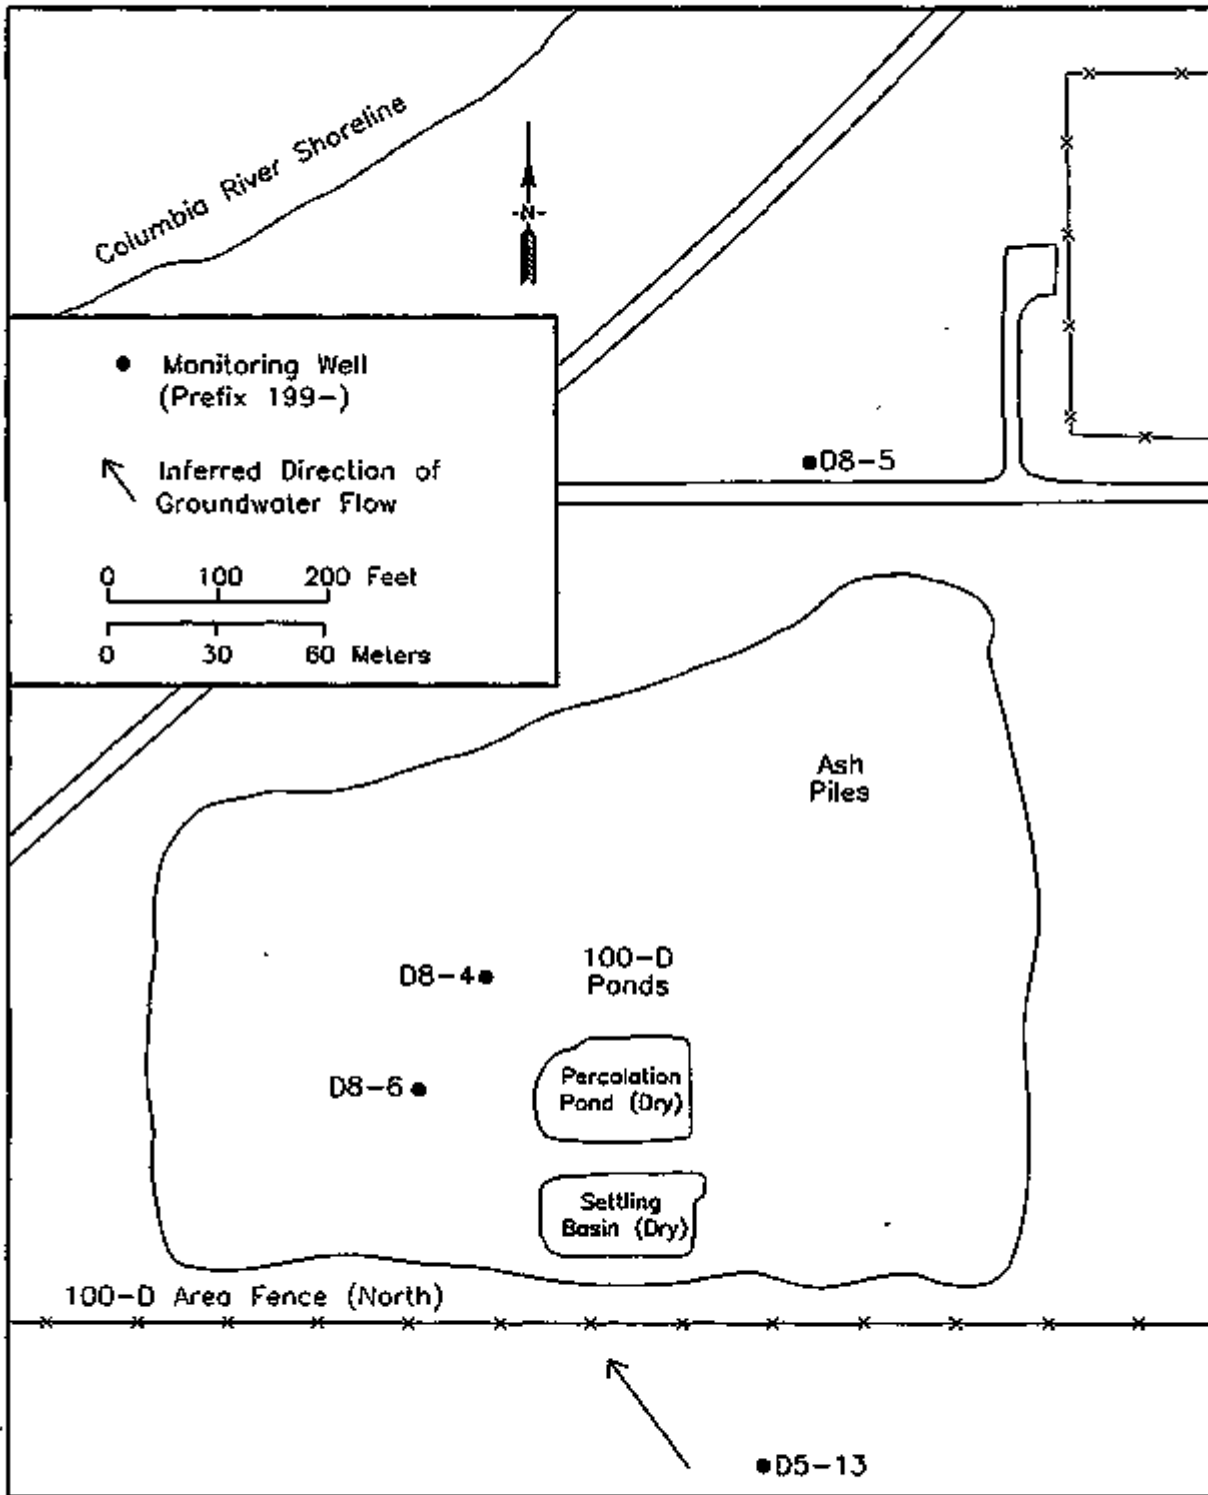 Columbia River Shoreline
-N-
Monitoring Well
(Prefix 199-)
Inferred Direction of
Groundwater Flow
0 100 200 Feet
0 30 60 Meters
D8-5
Ash
Piles
D8-4
100-D
Ponds
D8-6
Percolation
Pond (Dry)
Settling
Basin (Dry)
100-D Area Fence (North)
D5-13